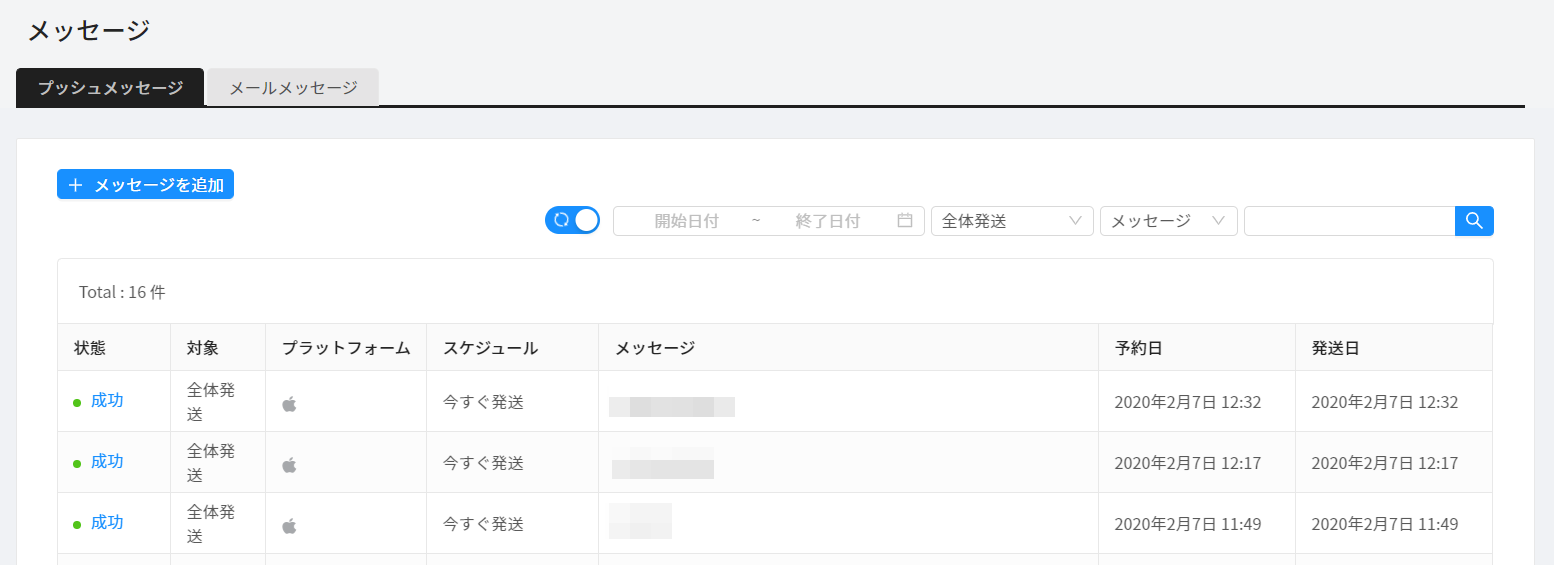 メッセージ
プッシュメッセージ メールメッセージ
メッセージを追加
開始日付 ~ 終了日付 全体発送 メッセージ
Total : 16 件
状態 対象 プラットフォーム スケジュール メッセージ 予約日 発送日
成功 全体発送 今すぐ発送 2020年2月7日 12:32 2020年2月7日 12:32
成功 全体発送 今すぐ発送 2020年2月7日 12:17 2020年2月7日 12:17
成功 全体発送 今すぐ発送 2020年2月7日 11:49 2020年2月7日 11:49